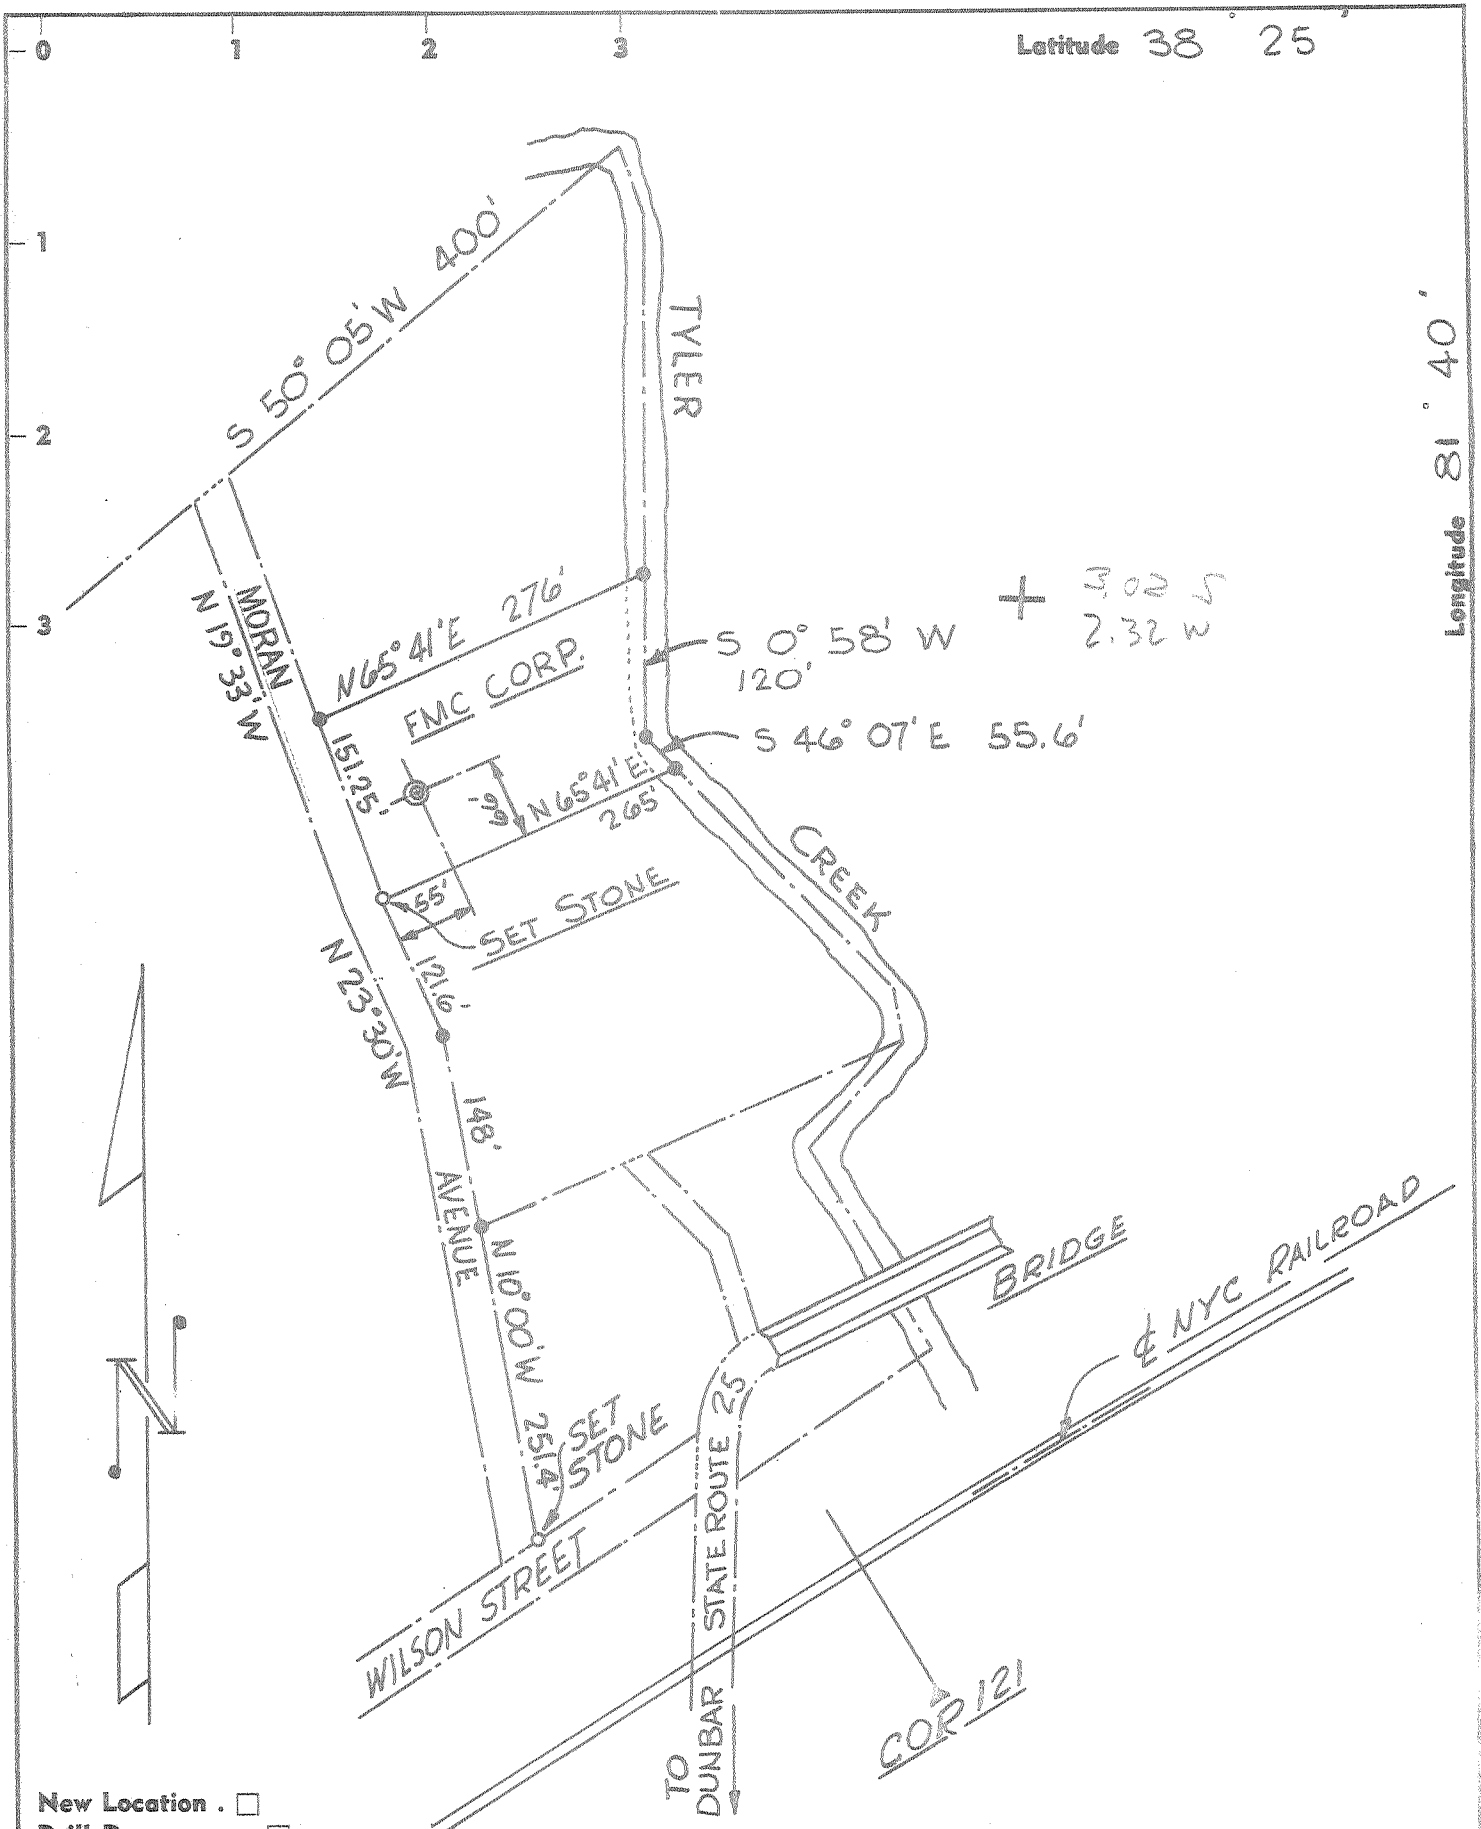 0 1 2 3
Latitude 38° 25'
1
2
3
Longitude 81° 40'
S 50° 05' W 400'
TYLER
3.02 S
2.32 W
MORAN
N 19° 33' W
N 65° 41' E 276'
FMC CORP.
S 0° 58' W
120'
S 46° 07' E 55.6'
151.25'
99'
N 65° 41' E
265'
CREEK
55'
SET STONE
121.6'
N 23° 30' W
148'
AVENUE
N 10° 00' W 251.4'
SET
STONE
BRIDGE
₵ NYC RAILROAD
N
STATE ROUTE 25
WILSON STREET
TO
DUNBAR
COR 121
New Location . □